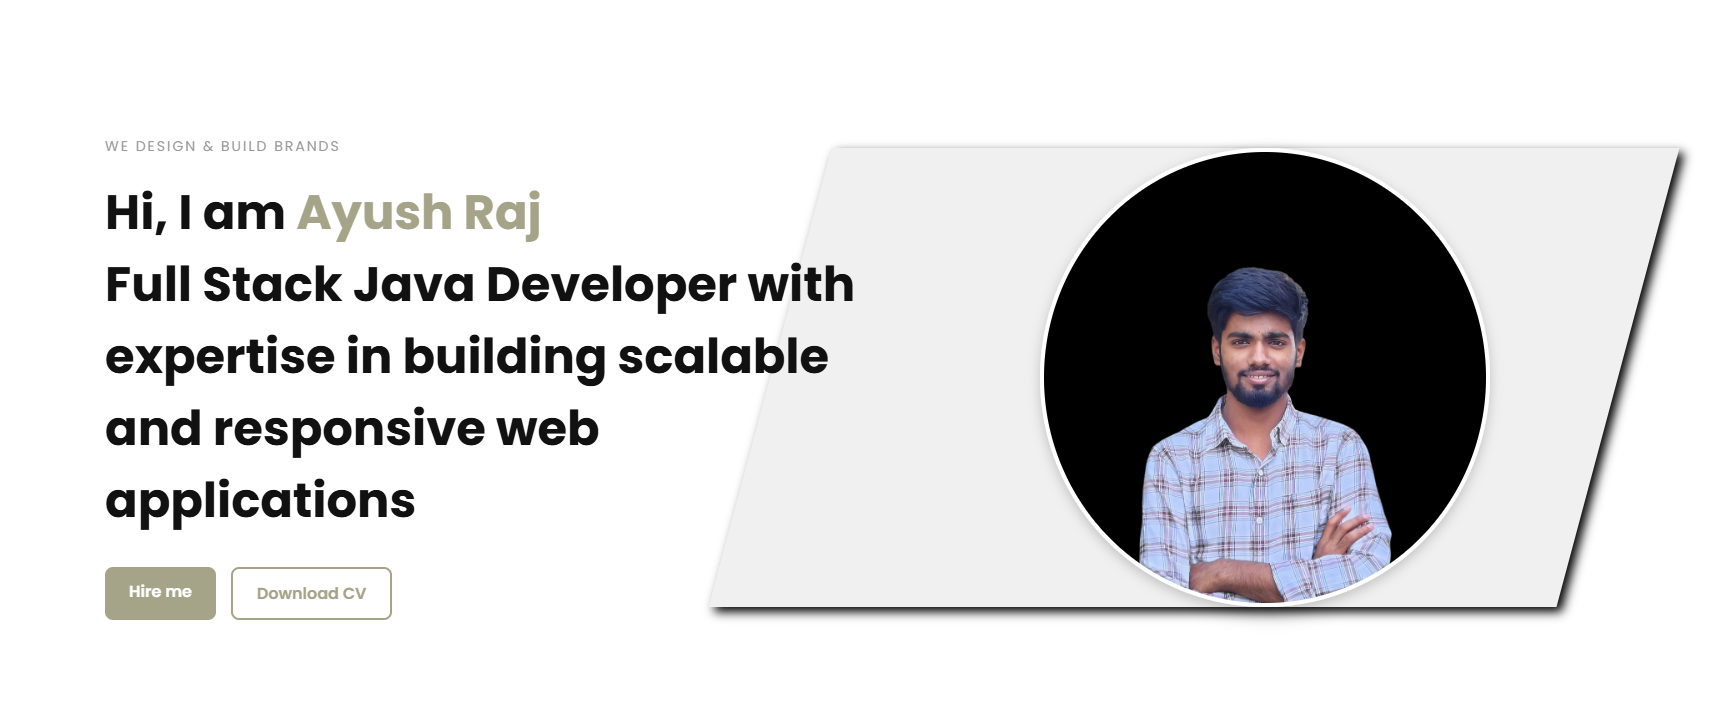 WE DESIGN & BUILD BRANDS
Hi, I am Ayush Raj
Full Stack Java Developer with
expertise in building scalable
and responsive web
applications
Hire me
Download CV